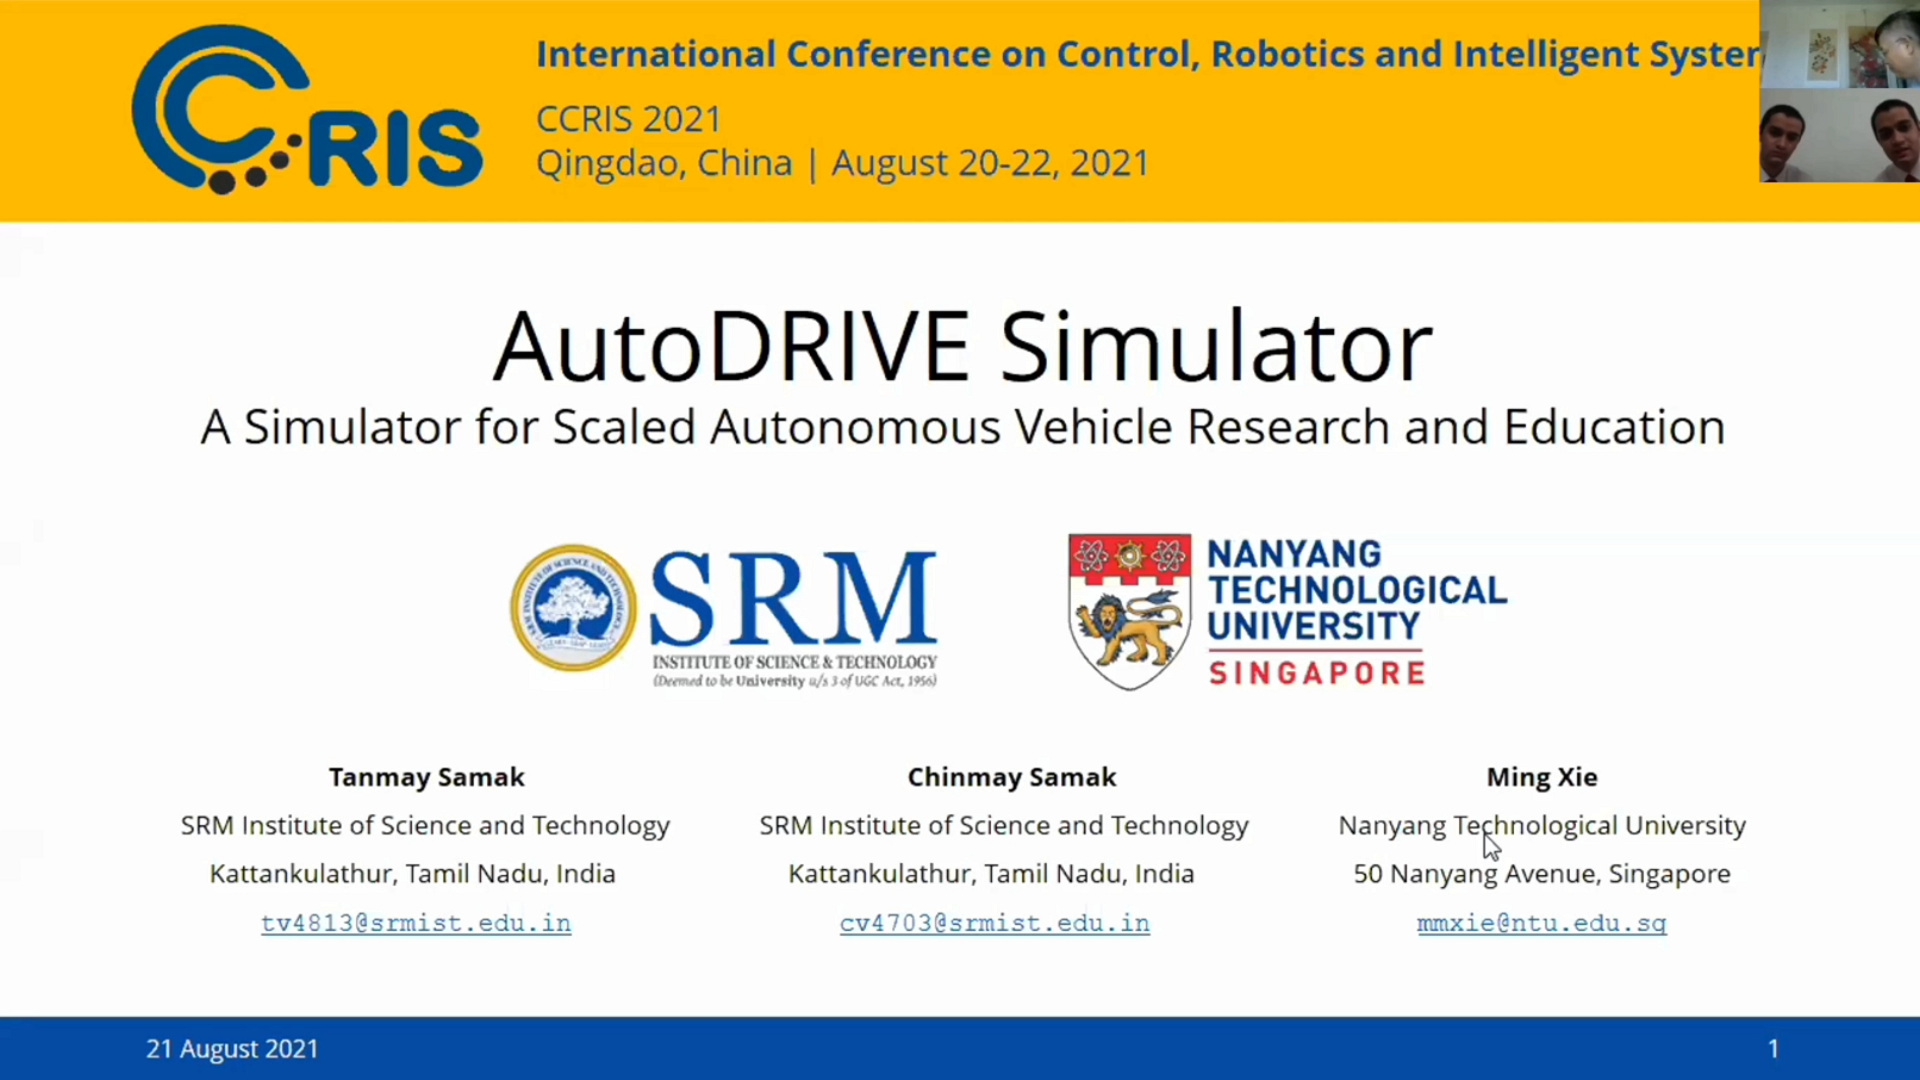 CRIS
International Conference on Control, Robotics and Intelligent System
CCRIS 2021
Qingdao, China | August 20-22, 2021
AutoDRIVE Simulator
A Simulator for Scaled Autonomous Vehicle Research and Education
SRM
INSTITUTE OF SCIENCE & TECHNOLOGY
(Deemed to be University u/s 3 of UGC Act, 1956)
NANYANG
TECHNOLOGICAL
UNIVERSITY
SINGAPORE
Tanmay Samak
SRM Institute of Science and Technology
Kattankulathur, Tamil Nadu, India
tv4813@srmist.edu.in
Chinmay Samak
SRM Institute of Science and Technology
Kattankulathur, Tamil Nadu, India
cv4703@srmist.edu.in
Ming Xie
Nanyang Technological University
50 Nanyang Avenue, Singapore
mmxie@ntu.edu.sg
21 August 2021
1